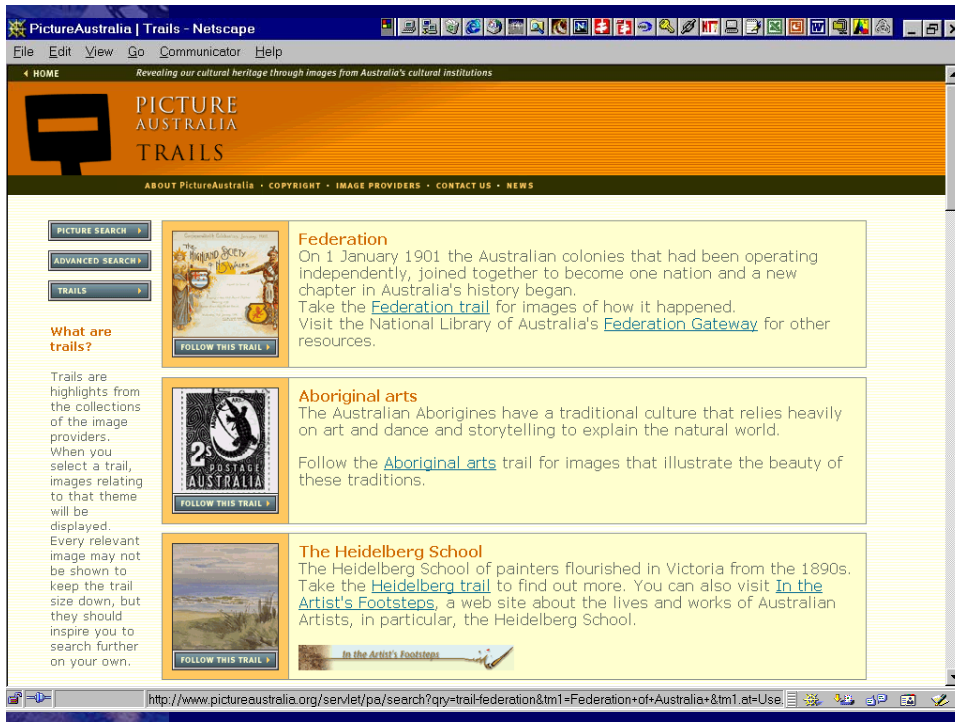 PictureAustralia | Trails - Netscape
File Edit View Go Communicator Help
HOME
Revealing our cultural heritage through images from Australia's cultural institutions
PICTURE
AUSTRALIA
TRAILS
ABOUT PictureAustralia • COPYRIGHT • IMAGE PROVIDERS • CONTACT US • NEWS
PICTURE SEARCH
ADVANCED SEARCH
TRAILS
What are
trails?
Trails are
highlights from
the collections
of the image
providers.
When you
select a trail,
images relating
to that theme
will be
displayed.
Every relevant
image may not
be shown to
keep the trail
size down, but
they should
inspire you to
search further
on your own.
The
HIGHLAND SOCIETY
FOLLOW THIS TRAIL
Federation
On 1 January 1901 the Australian colonies that had been operating
independently, joined together to become one nation and a new
chapter in Australia's history began.
Take the Federation trail for images of how it happened.
Visit the National Library of Australia's Federation Gateway for other
resources.
2s
POSTAGE
AUSTRALIA
FOLLOW THIS TRAIL
Aboriginal arts
The Australian Aborigines have a traditional culture that relies heavily
on art and dance and storytelling to explain the natural world.
Follow the Aboriginal arts trail for images that illustrate the beauty of
these traditions.
FOLLOW THIS TRAIL
The Heidelberg School
The Heidelberg School of painters flourished in Victoria from the 1890s.
Take the Heidelberg trail to find out more. You can also visit In the
Artist's Footsteps, a web site about the lives and works of Australian
Artists, in particular, the Heidelberg School.
In the Artist's Footsteps
http://www.pictureaustralia.org/servlet/pa/search?qry=trail-federation&tm1=Federation+of+Australia+&tm1.at=Use.